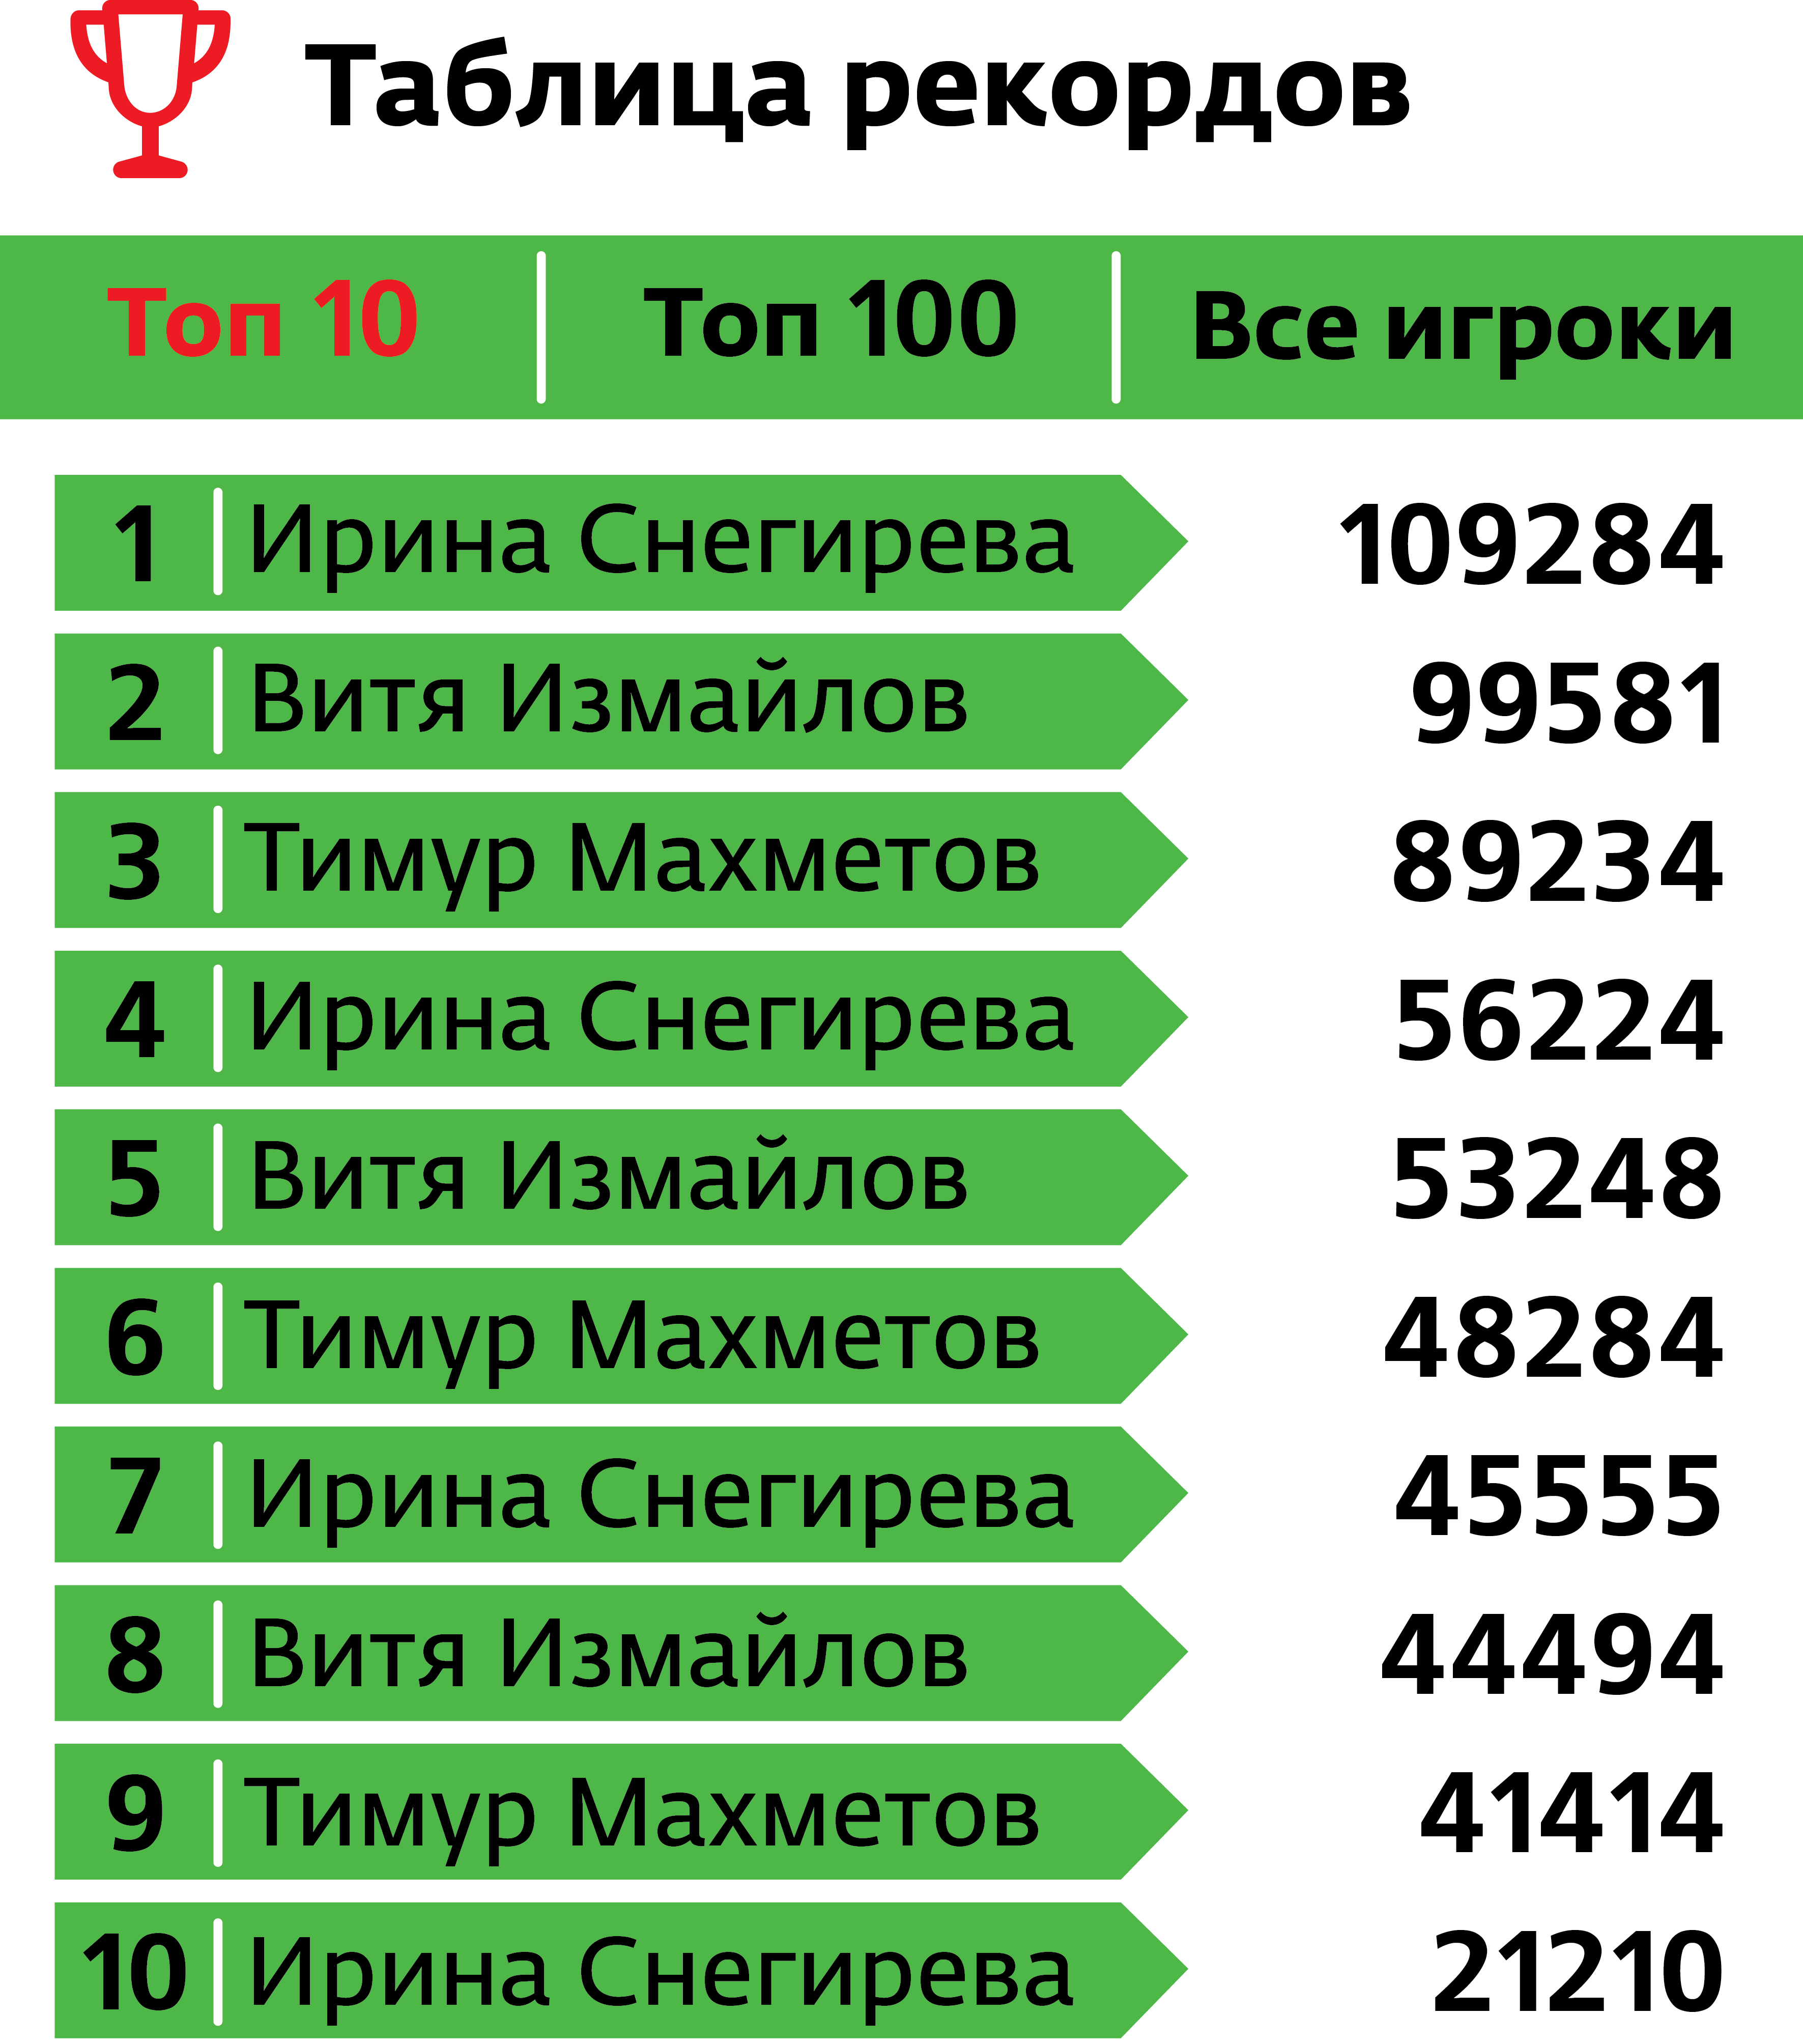 Таблица рекордов
Топ 10 Топ 100 Все игроки
1 Ирина Снегирева 109284
2 Витя Измайлов 99581
3 Тимур Махметов 89234
4 Ирина Снегирева 56224
5 Витя Измайлов 53248
6 Тимур Махметов 48284
7 Ирина Снегирева 45555
8 Витя Измайлов 44494
9 Тимур Махметов 41414
10 Ирина Снегирева 21210